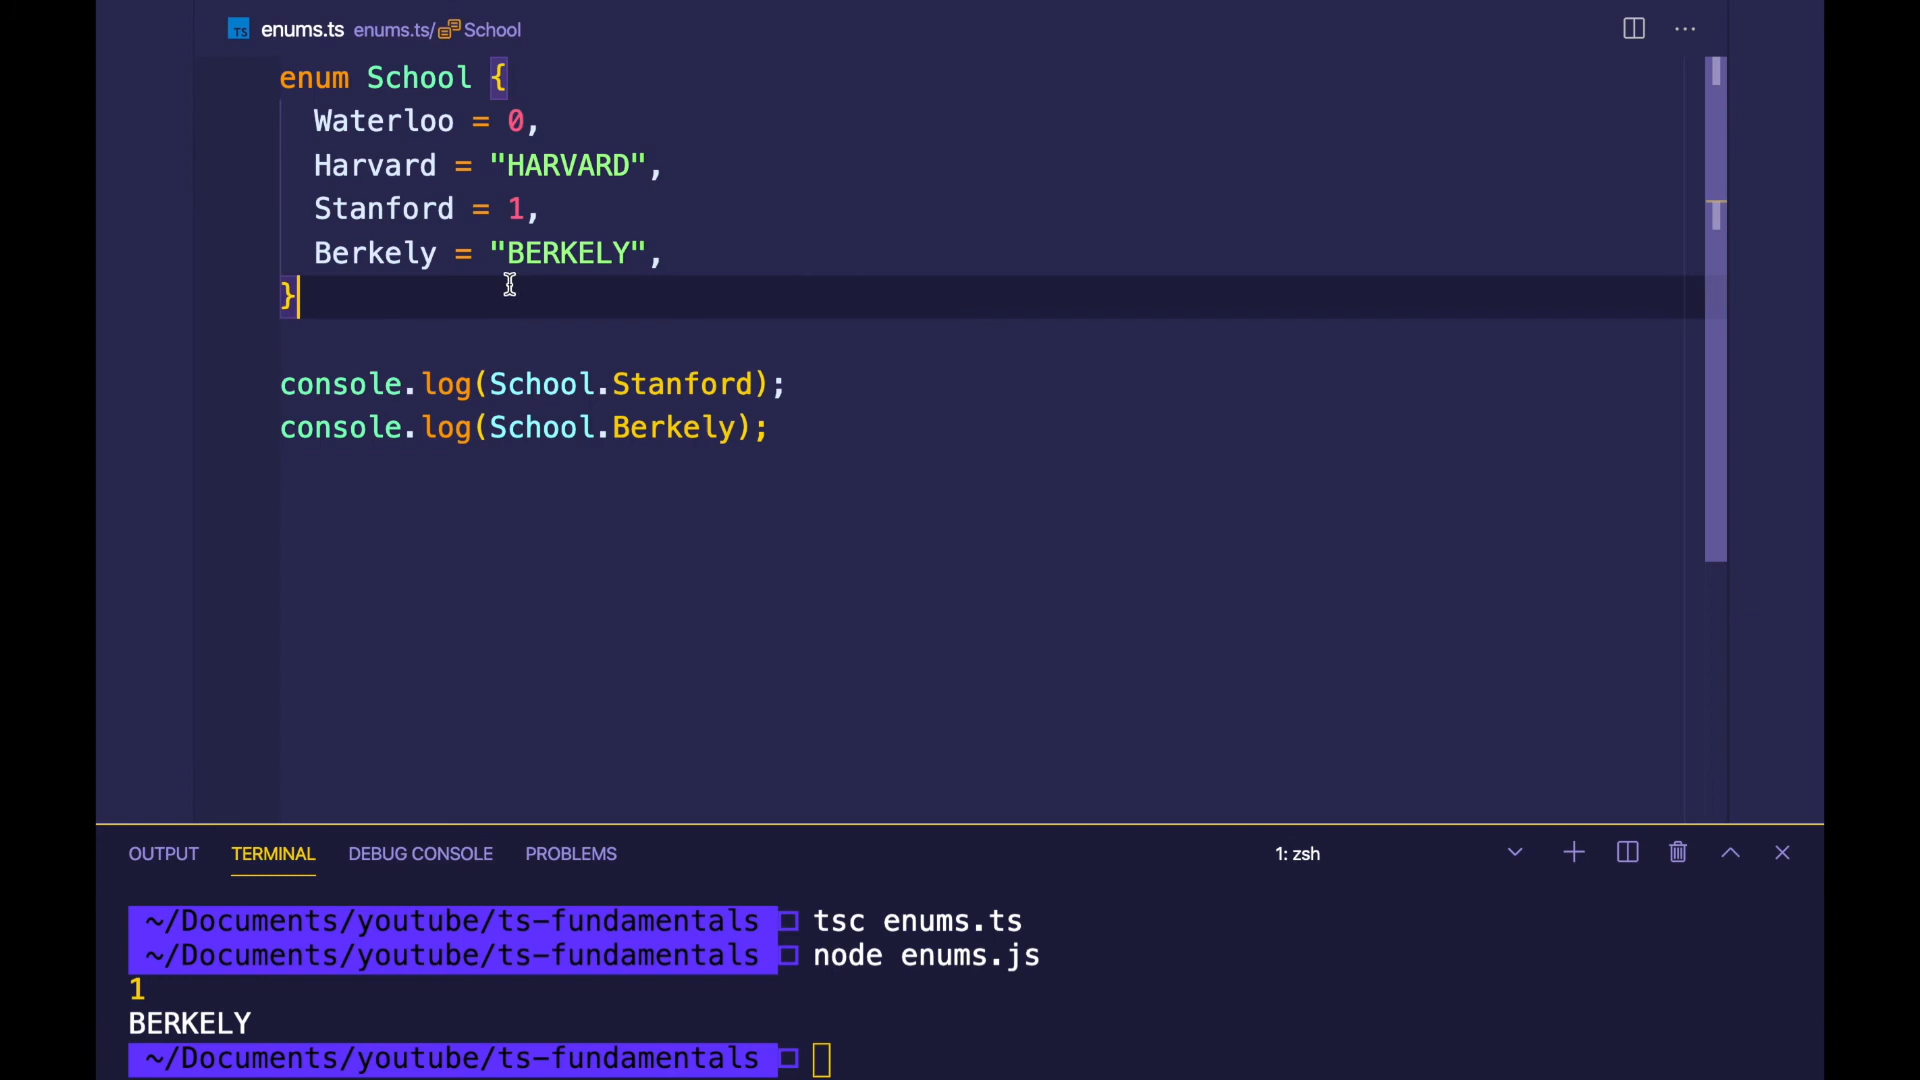 TS enums.ts enums.ts/ School
enum School {
  Waterloo = 0,
  Harvard = "HARVARD",
  Stanford = 1,
  Berkely = "BERKELY",
}
console.log(School.Stanford);
console.log(School.Berkely);
OUTPUT TERMINAL DEBUG CONSOLE PROBLEMS 1: zsh
~/Documents/youtube/ts-fundamentals tsc enums.ts
~/Documents/youtube/ts-fundamentals node enums.js
1
BERKELY
~/Documents/youtube/ts-fundamentals